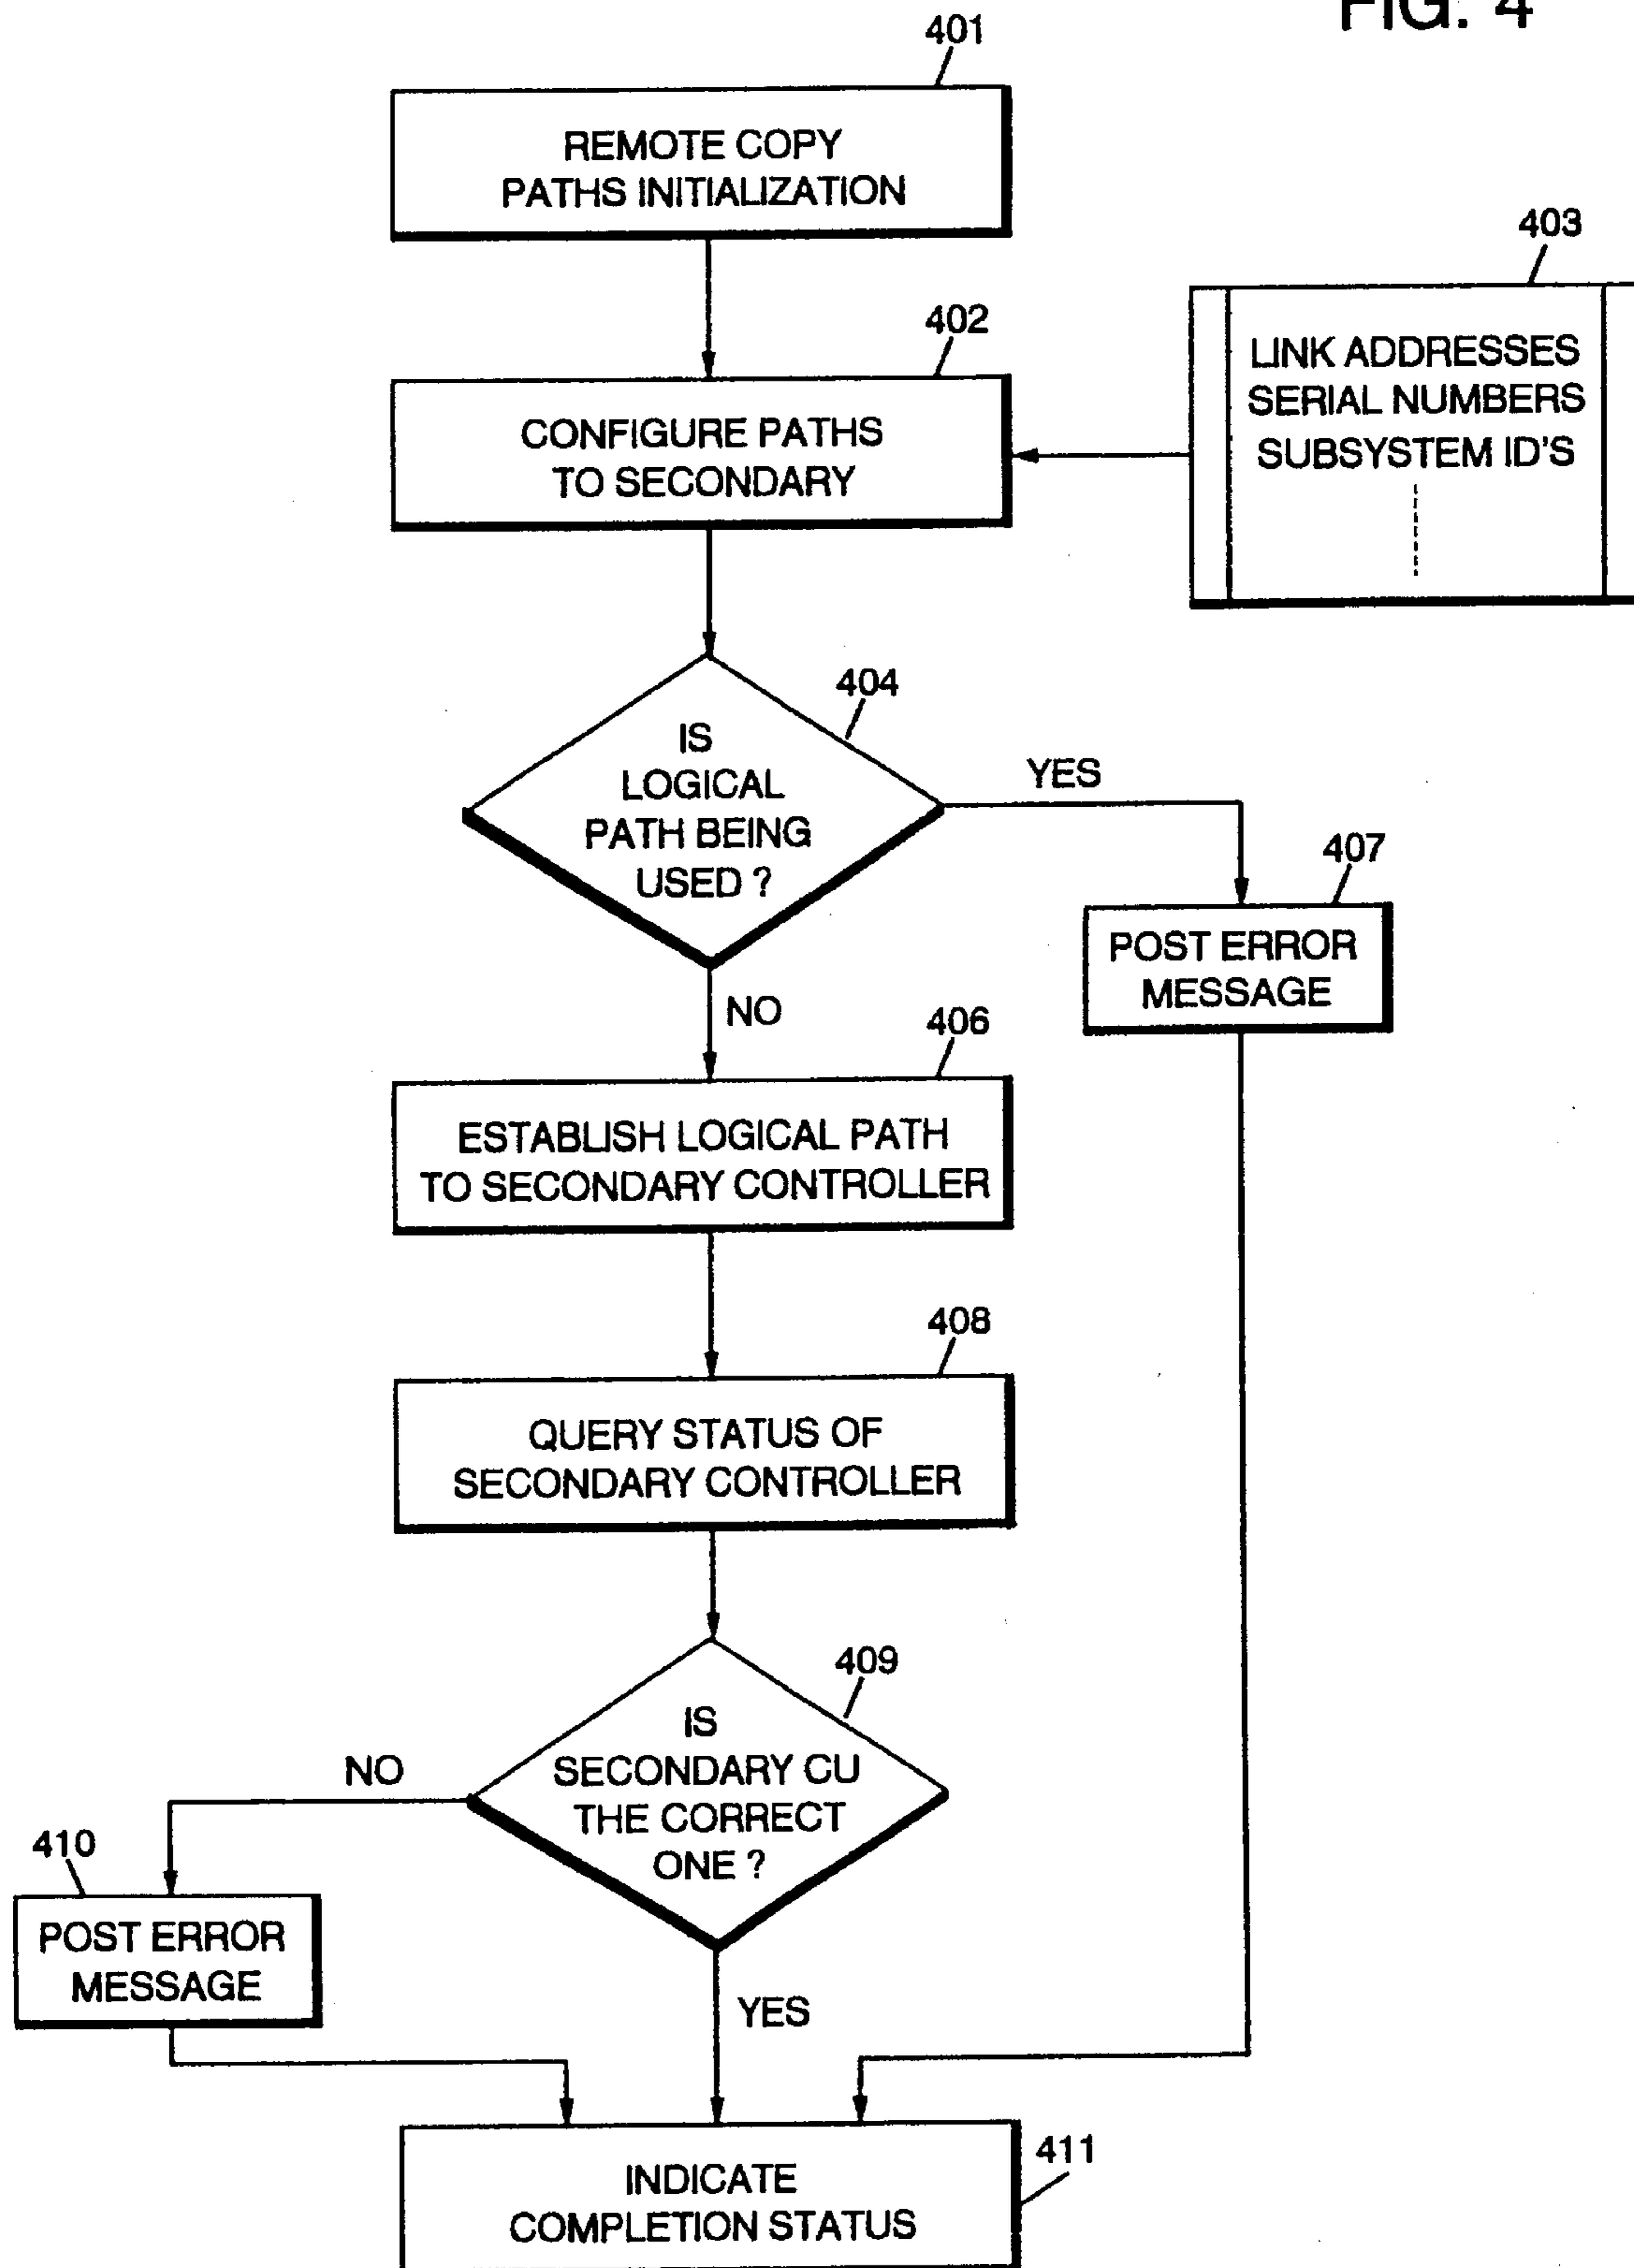 FIG. 4
401
REMOTE COPY
PATHS INITIALIZATION
403
402
LINK ADDRESSES
SERIAL NUMBERS
SUBSYSTEM ID'S
CONFIGURE PATHS
TO SECONDARY
404
IS
LOGICAL
PATH BEING
USED ?
YES
407
POST ERROR
MESSAGE
NO
406
ESTABLISH LOGICAL PATH
TO SECONDARY CONTROLLER
408
QUERY STATUS OF
SECONDARY CONTROLLER
409
IS
SECONDARY CU
THE CORRECT
ONE ?
NO
410
POST ERROR
MESSAGE
YES
411
INDICATE
COMPLETION STATUS